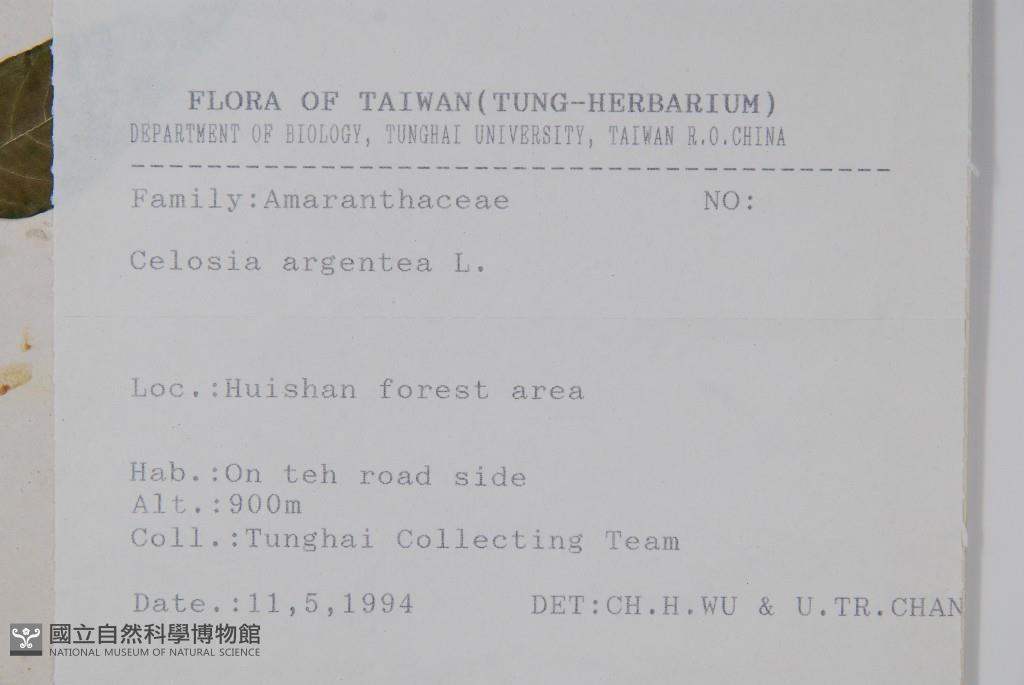 FLORA OF TAIWAN(TUNG-HERBARIUM)
DEPARTMENT OF BIOLOGY, TUNGHAI UNIVERSITY, TAIWAN R.O.CHINA
Family:Amaranthaceae NO:
Celosia argentea L.
Loc.:Huishan forest area
Hab.:On teh road side
Alt.:900m
Coll.:Tunghai Collecting Team
Date.:11,5,1994 DET:CH.H.WU & U.TR.CHAN
國立自然科學博物館
NATIONAL MUSEUM OF NATURAL SCIENCE